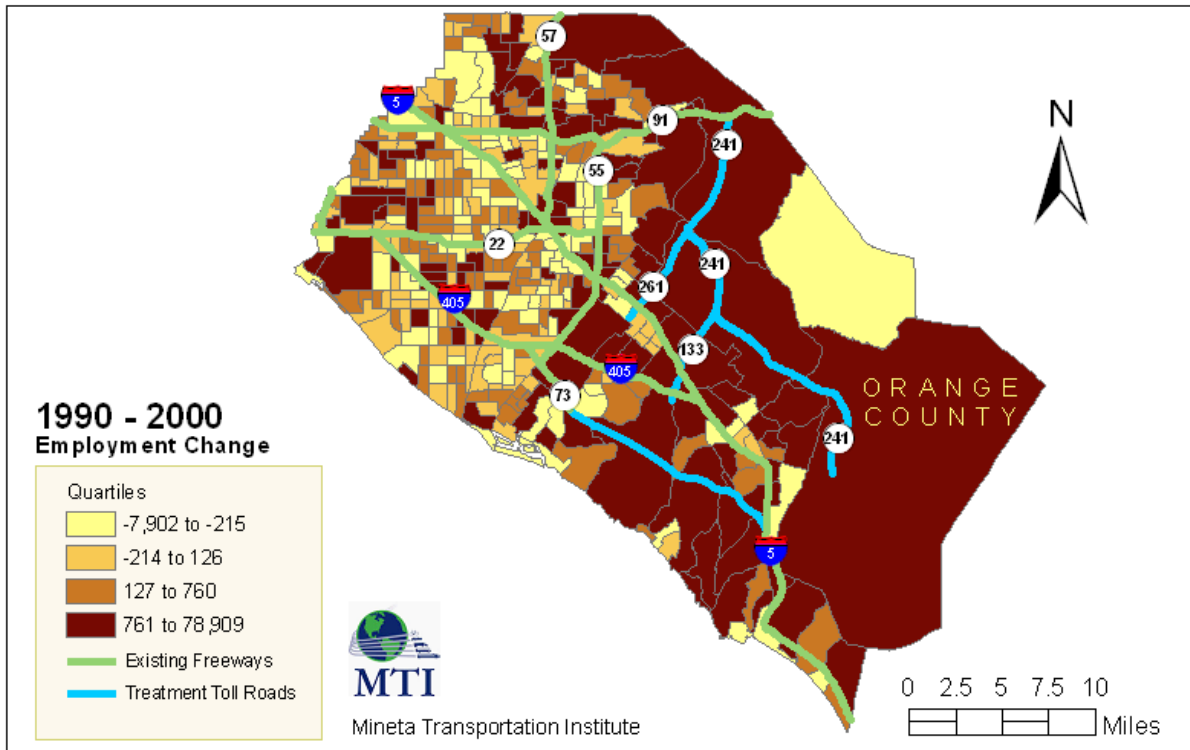 57
5
91
241
55
22
241
261
405
133
405
73
ORANGE
COUNTY
241
5
N
1990 - 2000
Employment Change
Quartiles
-7,902 to -215
-214 to 126
127 to 760
761 to 78,909
Existing Freeways
Treatment Toll Roads
MTI
Mineta Transportation Institute
0 2.5 5 7.5 10
Miles